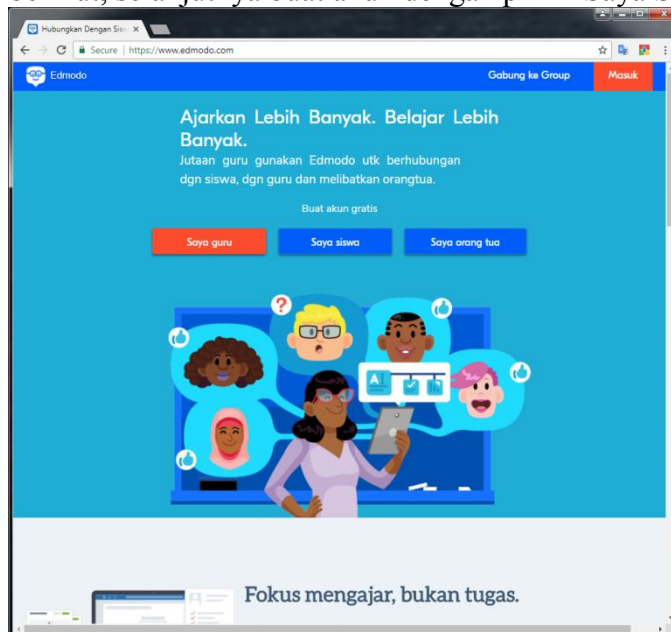 Hubungkan Dengan Sis
Secure | https://www.edmodo.com
Edmodo
Gabung ke Group
Masuk
Ajarkan Lebih Banyak. Belajar Lebih
Banyak.
Jutaan guru gunakan Edmodo utk berhubungan
dgn siswa, dgn guru dan melibatkan orangtua.
Buat akun gratis
Saya guru
Saya siswa
Saya orang tua
?
A
Fokus mengajar, bukan tugas.